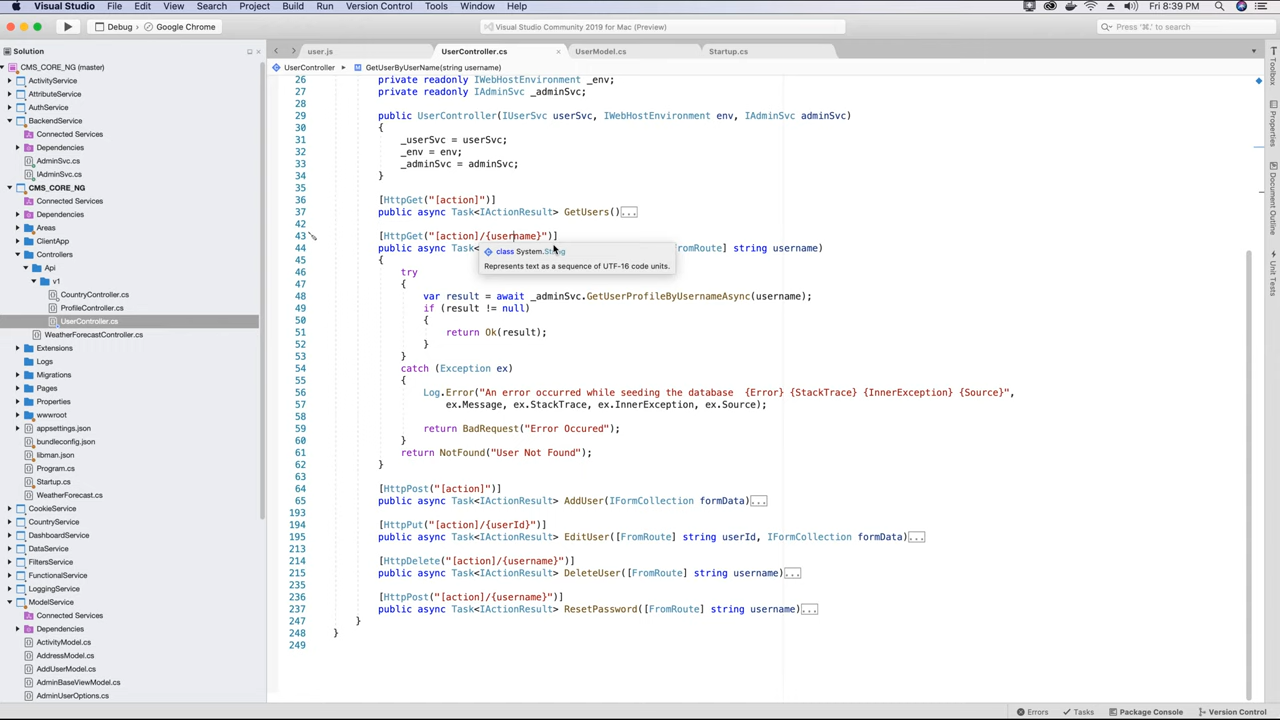 Visual Studio File Edit View Search Project Build Run Version Control Tools Window Help Fri 8:39 PM
Debug Google Chrome Visual Studio Community 2019 for Mac (Preview) Press '⌘.' to search
Solution
user.js UserController.cs UserModel.cs Startup.cs
UserController GetUserByUserName(string username)
CMS_CORE_NG (master)
ActivityService
AttributeService
AuthService
BackendService
Connected Services
Dependencies
AdminSvc.cs
IAdminSvc.cs
CMS_CORE_NG
Connected Services
Dependencies
Areas
ClientApp
Controllers
Api
v1
CountryController.cs
ProfileController.cs
UserController.cs
WeatherForecastController.cs
Extensions
Logs
Migrations
Pages
Properties
wwwroot
appsettings.json
bundleconfig.json
libman.json
Program.cs
Startup.cs
WeatherForecast.cs
CookieService
CountryService
DashboardService
DataService
FiltersService
FunctionalService
LoggingService
ModelService
Connected Services
Dependencies
ActivityModel.cs
AddressModel.cs
AddUserModel.cs
AdminBaseViewModel.cs
AdminUserOptions.cs
26 private readonly IWebHostEnvironment _env;
27 private readonly IAdminSvc _adminSvc;
28
29 public UserController(IUserSvc userSvc, IWebHostEnvironment env, IAdminSvc adminSvc)
30 {
31 _userSvc = userSvc;
32 _env = env;
33 _adminSvc = adminSvc;
34 }
35
36 [HttpGet("[action]")]
37 public async Task<IActionResult> GetUsers()...
42
43 [HttpGet("[action]/{username}")]
44 public async Task< FromRoute] string username)
class System.String
Represents text as a sequence of UTF-16 code units.
45 {
46 try
47 {
48 var result = await _adminSvc.GetUserProfileByUsernameAsync(username);
49 if (result != null)
50 {
51 return Ok(result);
52 }
53 }
54 catch (Exception ex)
55 {
56 Log.Error("An error occurred while seeding the database {Error} {StackTrace} {InnerException} {Source}",
57 ex.Message, ex.StackTrace, ex.InnerException, ex.Source);
58
59 return BadRequest("Error Occured");
60 }
61 return NotFound("User Not Found");
62 }
63
64 [HttpPost("[action]")]
65 public async Task<IActionResult> AddUser(IFormCollection formData)...
193
194 [HttpPut("[action]/{userId}")]
195 public async Task<IActionResult> EditUser([FromRoute] string userId, IFormCollection formData)...
213
214 [HttpDelete("[action]/{username}")]
215 public async Task<IActionResult> DeleteUser([FromRoute] string username)...
235
236 [HttpPost("[action]/{username}")]
237 public async Task<IActionResult> ResetPassword([FromRoute] string username)...
247 }
248 }
249
Toolbox
Properties
Document Outline
Unit Tests
Errors Tasks Package Console Version Control